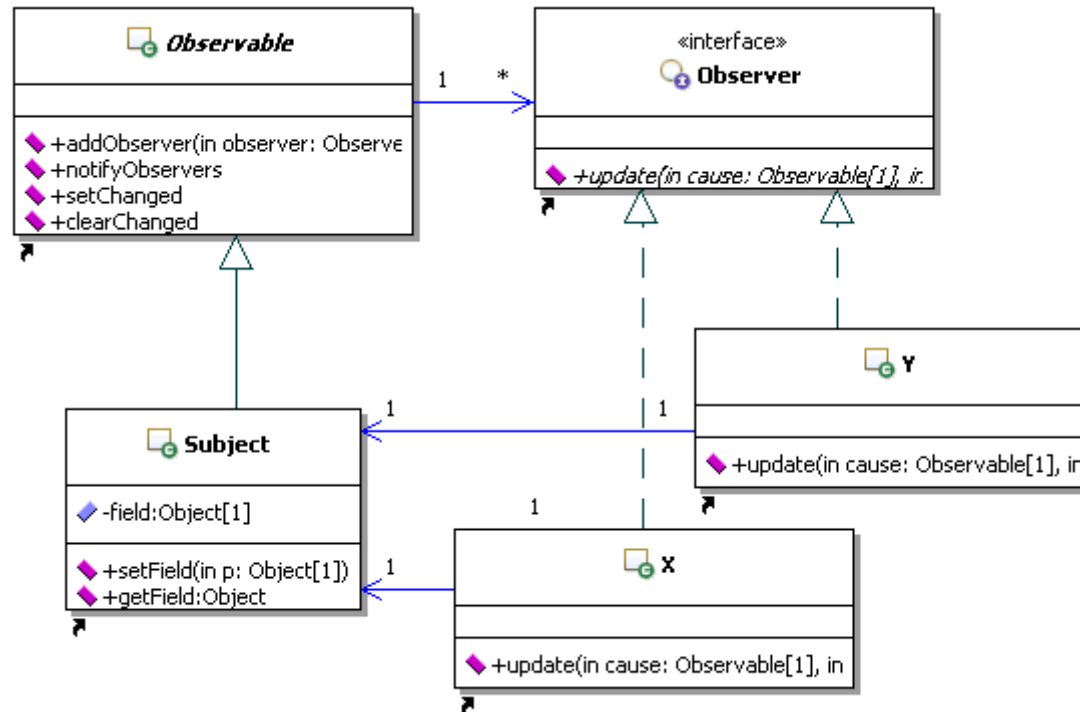 Observable
+addObserver(in observer: Observe
+notifyObservers
+setChanged
+clearChanged
1
*
«interface»
Observer
+update(in cause: Observable[1], ir.
Subject
-field:Object[1]
+setField(in p: Object[1])
+getField:Object
1
1
Y
+update(in cause: Observable[1], in
1
1
X
+update(in cause: Observable[1], in